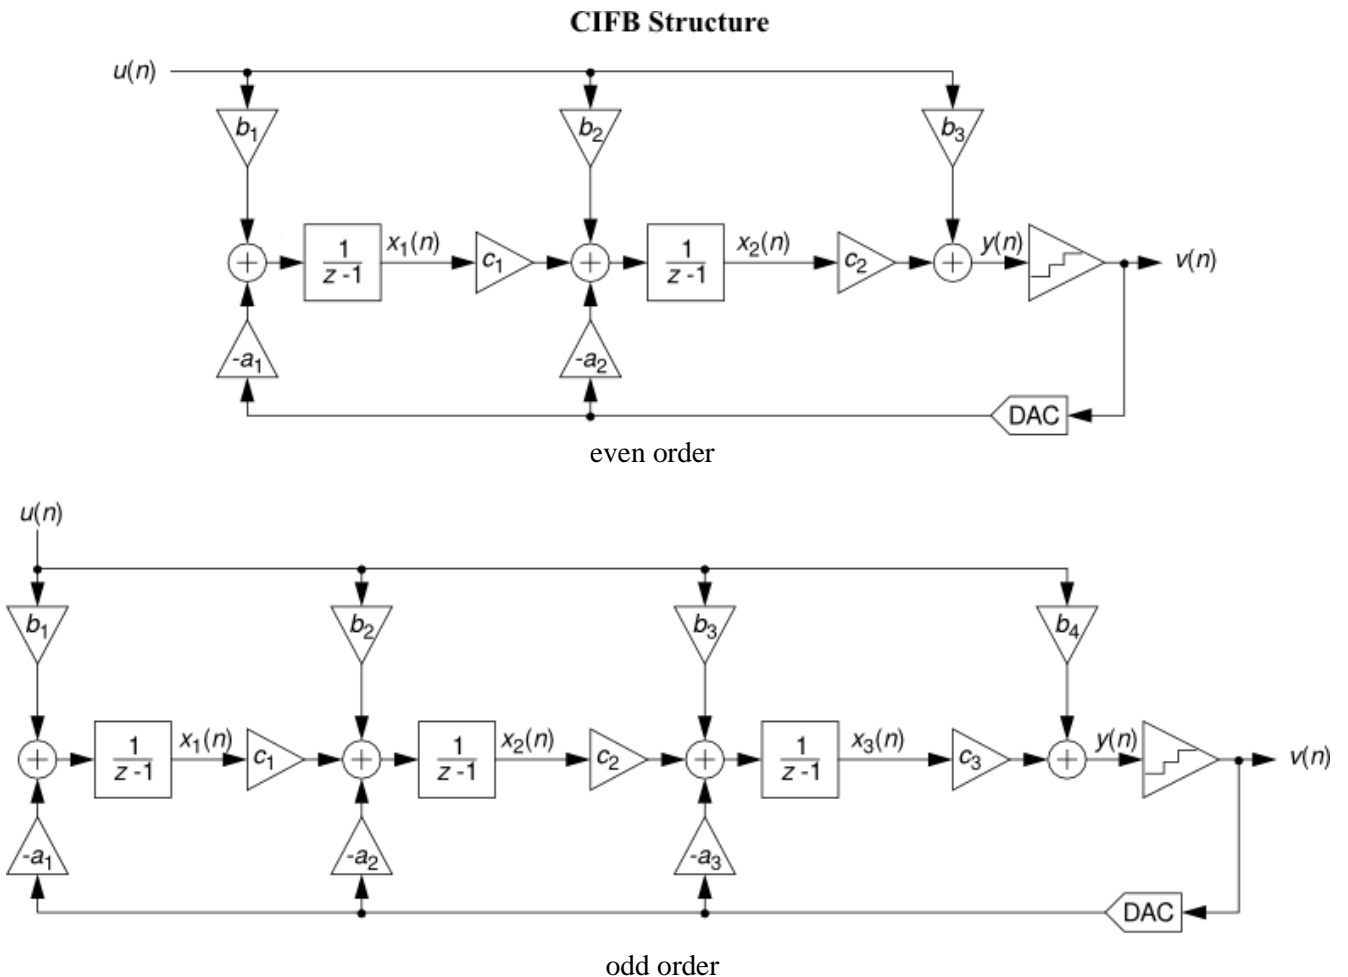 CIFB Structure
u(n)
b1 b2 b3
1 x1(n) c1 1 x2(n) c2 y(n) v(n)
z -1 z -1
-a1 -a2
DAC
even order
u(n)
b1 b2 b3 b4
1 x1(n) c1 1 x2(n) c2 1 x3(n) c3 y(n) v(n)
z -1 z -1 z -1
-a1 -a2 -a3
DAC
odd order